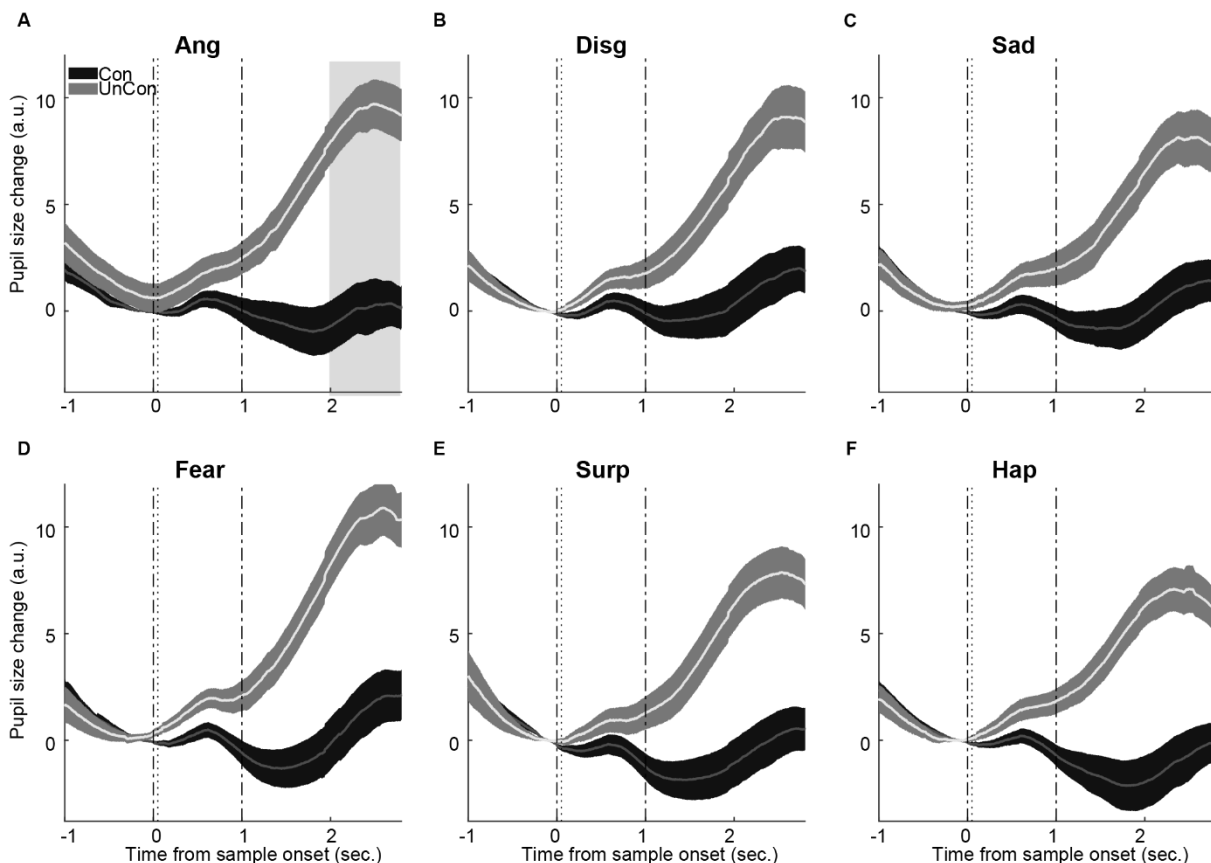 A
Ang
Con
UnCon
Pupil size change (a.u.)
10
5
0
-1 0 1 2
B
Disg
10
5
0
-1 0 1 2
C
Sad
10
5
0
-1 0 1 2
D
Fear
Pupil size change (a.u.)
10
5
0
-1 0 1 2
Time from sample onset (sec.)
E
Surp
10
5
0
-1 0 1 2
Time from sample onset (sec.)
F
Hap
10
5
0
-1 0 1 2
Time from sample onset (sec.)